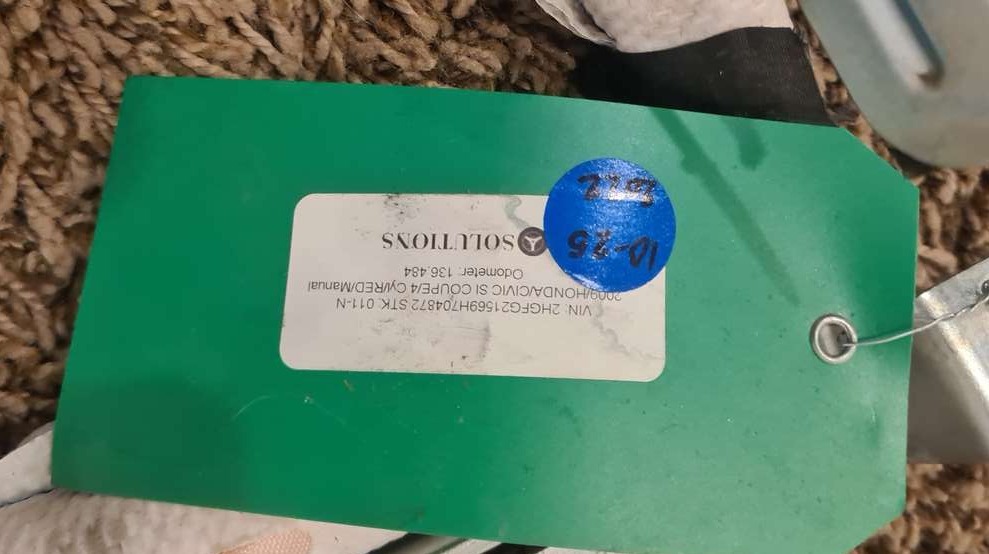 VIN: 2HGFG21569H704872 STK. 011-N
2009/HONDA/CIVIC SI COUPE/4 Cyl/RED/Manual
Odometer: 136,484
SOLUTIONS
10-25
2022